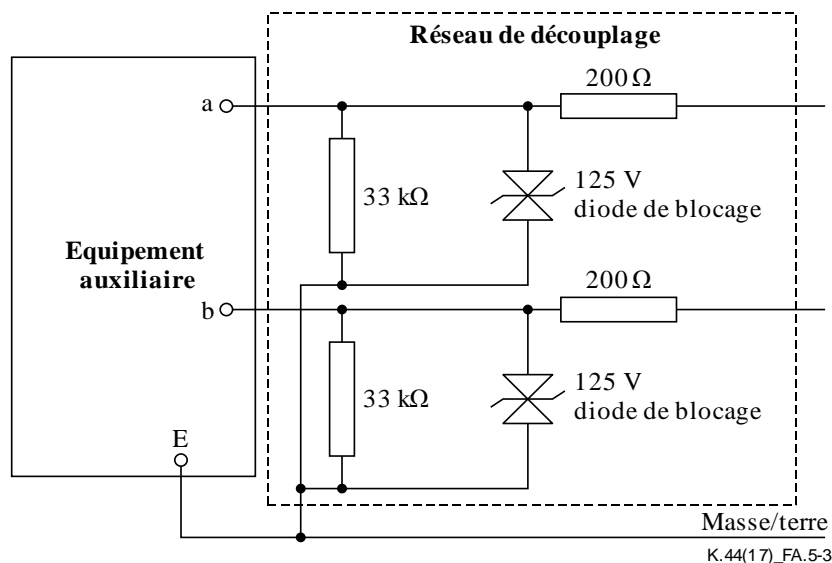 Réseau de découplage
200 Ω
a
33 kΩ
125 V
diode de blocage
Equipement
auxiliaire
200 Ω
b
33 kΩ
125 V
diode de blocage
E
Masse/terre
K.44(17)_FA.5-3